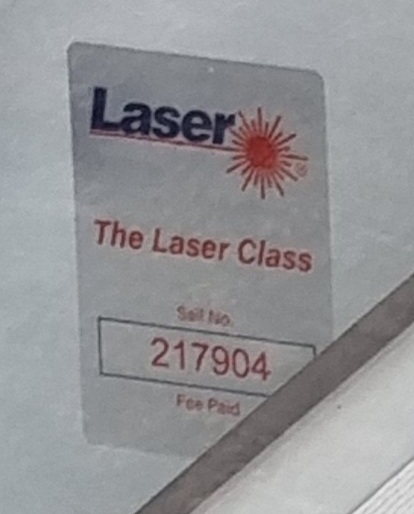 Laser®
The Laser Class
Sail No.
217904
Fee Paid